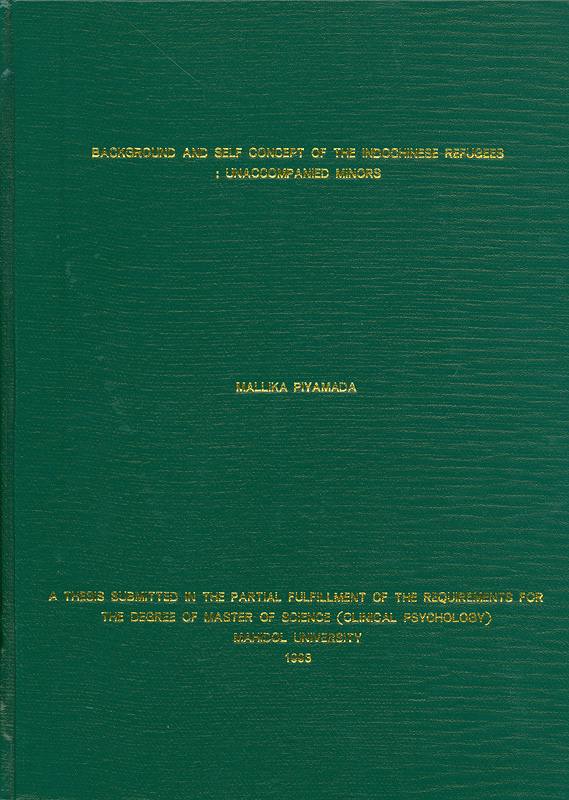 BACKGROUND AND SELF CONCEPT OF THE INDOCHINESE REFUGEES
: UNACCOMPANIED MINORS
MALLIKA PIYAMADA
A THESIS SUBMITTED IN THE PARTIAL FULFILLMENT OF THE REQUIREMENTS FOR
THE DEGREE OF MASTER OF SCIENCE (CLINICAL PSYCHOLOGY)
MAHIDOL UNIVERSITY